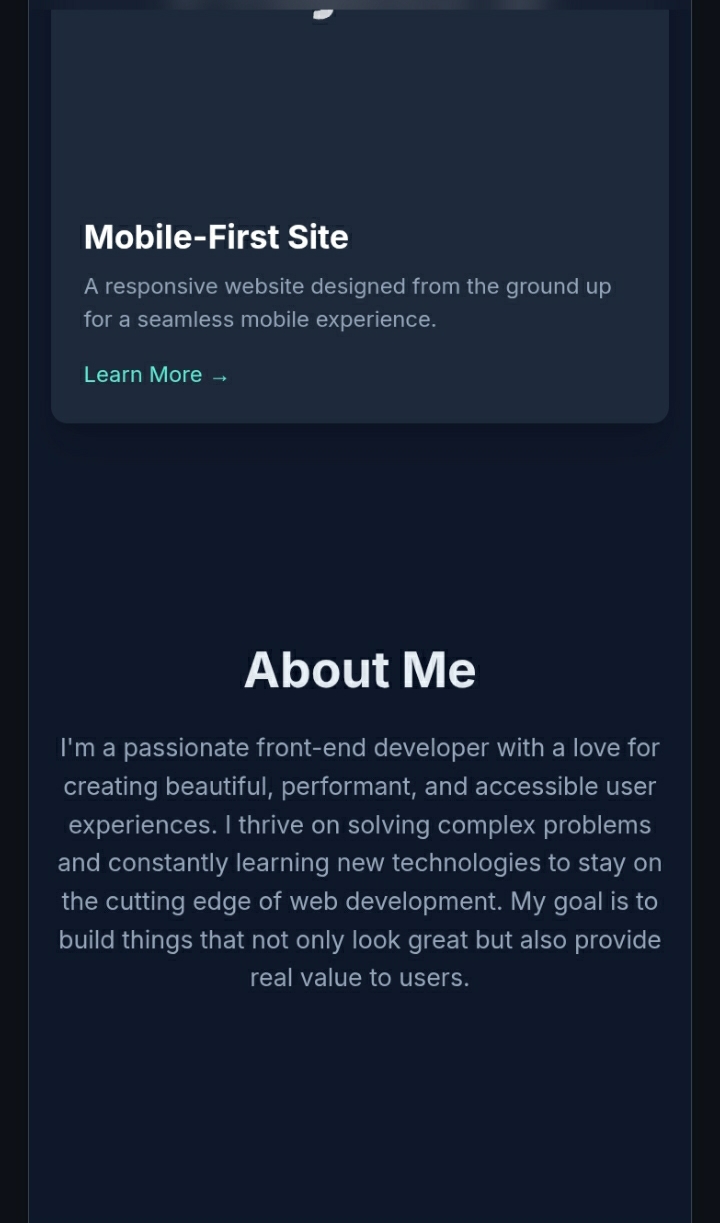 Mobile-First Site
A responsive website designed from the ground up
for a seamless mobile experience.
Learn More →
About Me
I'm a passionate front-end developer with a love for
creating beautiful, performant, and accessible user
experiences. I thrive on solving complex problems
and constantly learning new technologies to stay on
the cutting edge of web development. My goal is to
build things that not only look great but also provide
real value to users.